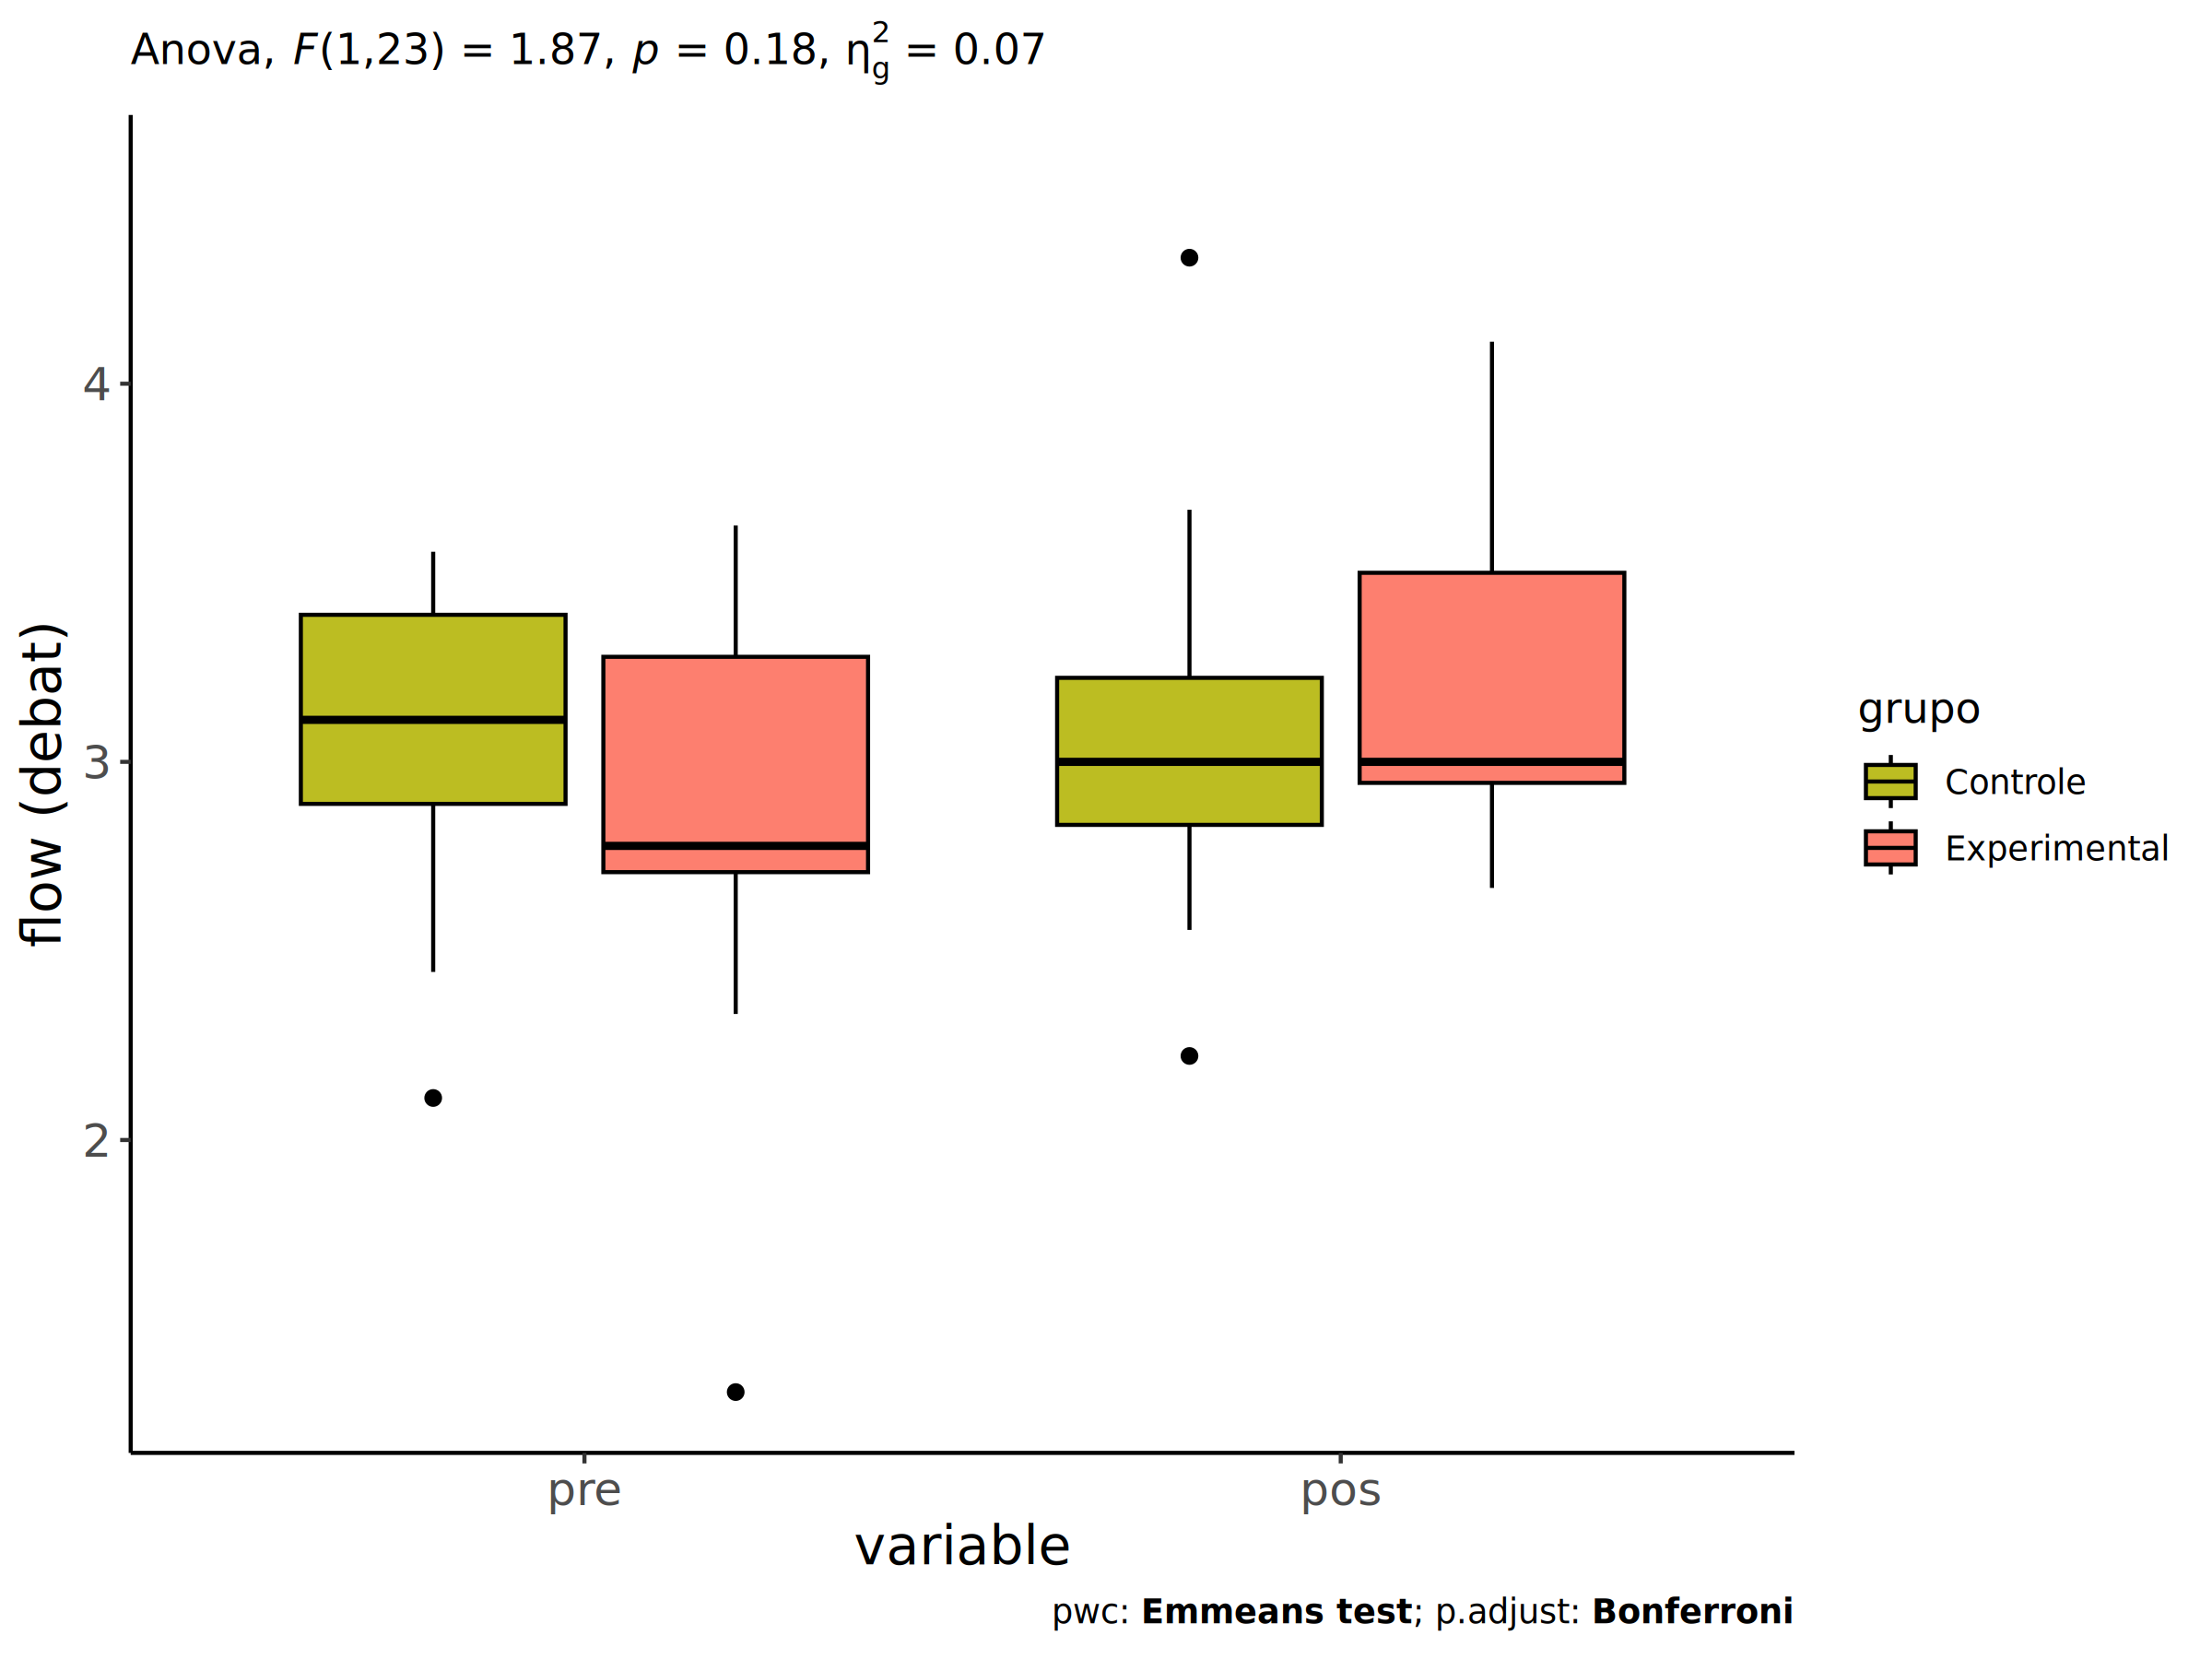 Anova, F(1,23) = 1.87, p = 0.18, η²g = 0.07
flow (debat)
4
3
2
pre pos
variable
grupo
Controle
Experimental
pwc: Emmeans test; p.adjust: Bonferroni